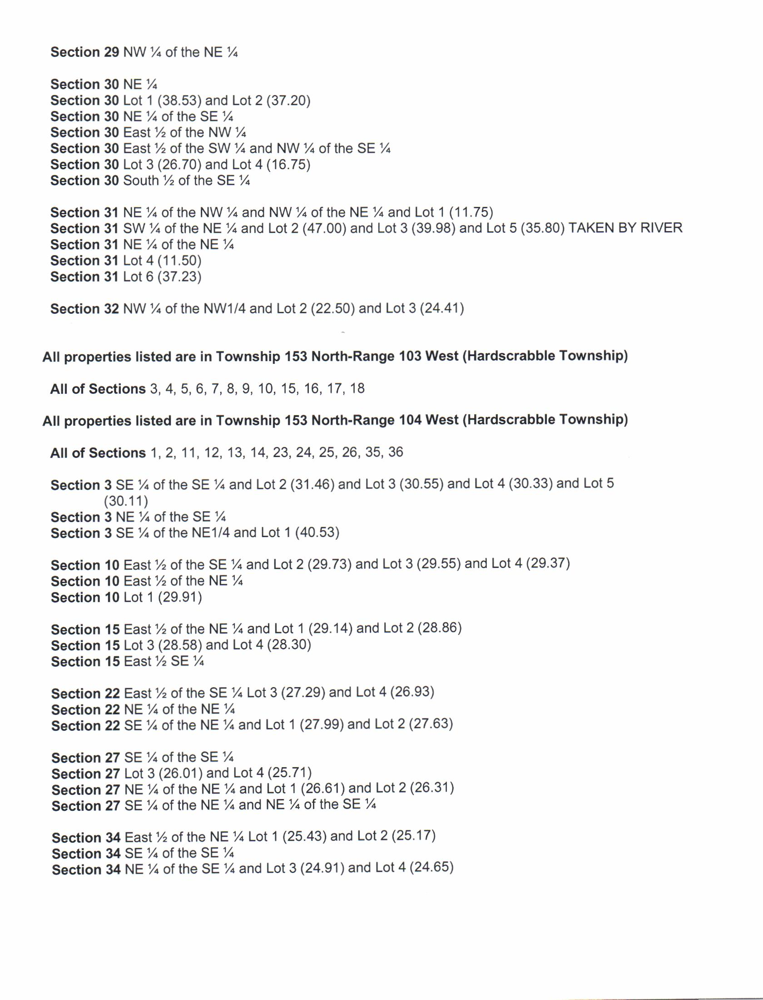 Section 29 NW ¼ of the NE ¼
Section 30 NE ¼
Section 30 Lot 1 (38.53) and Lot 2 (37.20)
Section 30 NE ¼ of the SE ¼
Section 30 East ½ of the NW ¼
Section 30 East ½ of the SW ¼ and NW ¼ of the SE ¼
Section 30 Lot 3 (26.70) and Lot 4 (16.75)
Section 30 South ½ of the SE ¼
Section 31 NE ¼ of the NW ¼ and NW ¼ of the NE ¼ and Lot 1 (11.75)
Section 31 SW ¼ of the NE ¼ and Lot 2 (47.00) and Lot 3 (39.98) and Lot 5 (35.80) TAKEN BY RIVER
Section 31 NE ¼ of the NE ¼
Section 31 Lot 4 (11.50)
Section 31 Lot 6 (37.23)
Section 32 NW ¼ of the NW1/4 and Lot 2 (22.50) and Lot 3 (24.41)
All properties listed are in Township 153 North-Range 103 West (Hardscrabble Township)
All of Sections 3, 4, 5, 6, 7, 8, 9, 10, 15, 16, 17, 18
All properties listed are in Township 153 North-Range 104 West (Hardscrabble Township)
All of Sections 1, 2, 11, 12, 13, 14, 23, 24, 25, 26, 35, 36
Section 3 SE ¼ of the SE ¼ and Lot 2 (31.46) and Lot 3 (30.55) and Lot 4 (30.33) and Lot 5
(30.11)
Section 3 NE ¼ of the SE ¼
Section 3 SE ¼ of the NE1/4 and Lot 1 (40.53)
Section 10 East ½ of the SE ¼ and Lot 2 (29.73) and Lot 3 (29.55) and Lot 4 (29.37)
Section 10 East ½ of the NE ¼
Section 10 Lot 1 (29.91)
Section 15 East ½ of the NE ¼ and Lot 1 (29.14) and Lot 2 (28.86)
Section 15 Lot 3 (28.58) and Lot 4 (28.30)
Section 15 East ½ SE ¼
Section 22 East ½ of the SE ¼ Lot 3 (27.29) and Lot 4 (26.93)
Section 22 NE ¼ of the NE ¼
Section 22 SE ¼ of the NE ¼ and Lot 1 (27.99) and Lot 2 (27.63)
Section 27 SE ¼ of the SE ¼
Section 27 Lot 3 (26.01) and Lot 4 (25.71)
Section 27 NE ¼ of the NE ¼ and Lot 1 (26.61) and Lot 2 (26.31)
Section 27 SE ¼ of the NE ¼ and NE ¼ of the SE ¼
Section 34 East ½ of the NE ¼ Lot 1 (25.43) and Lot 2 (25.17)
Section 34 SE ¼ of the SE ¼
Section 34 NE ¼ of the SE ¼ and Lot 3 (24.91) and Lot 4 (24.65)